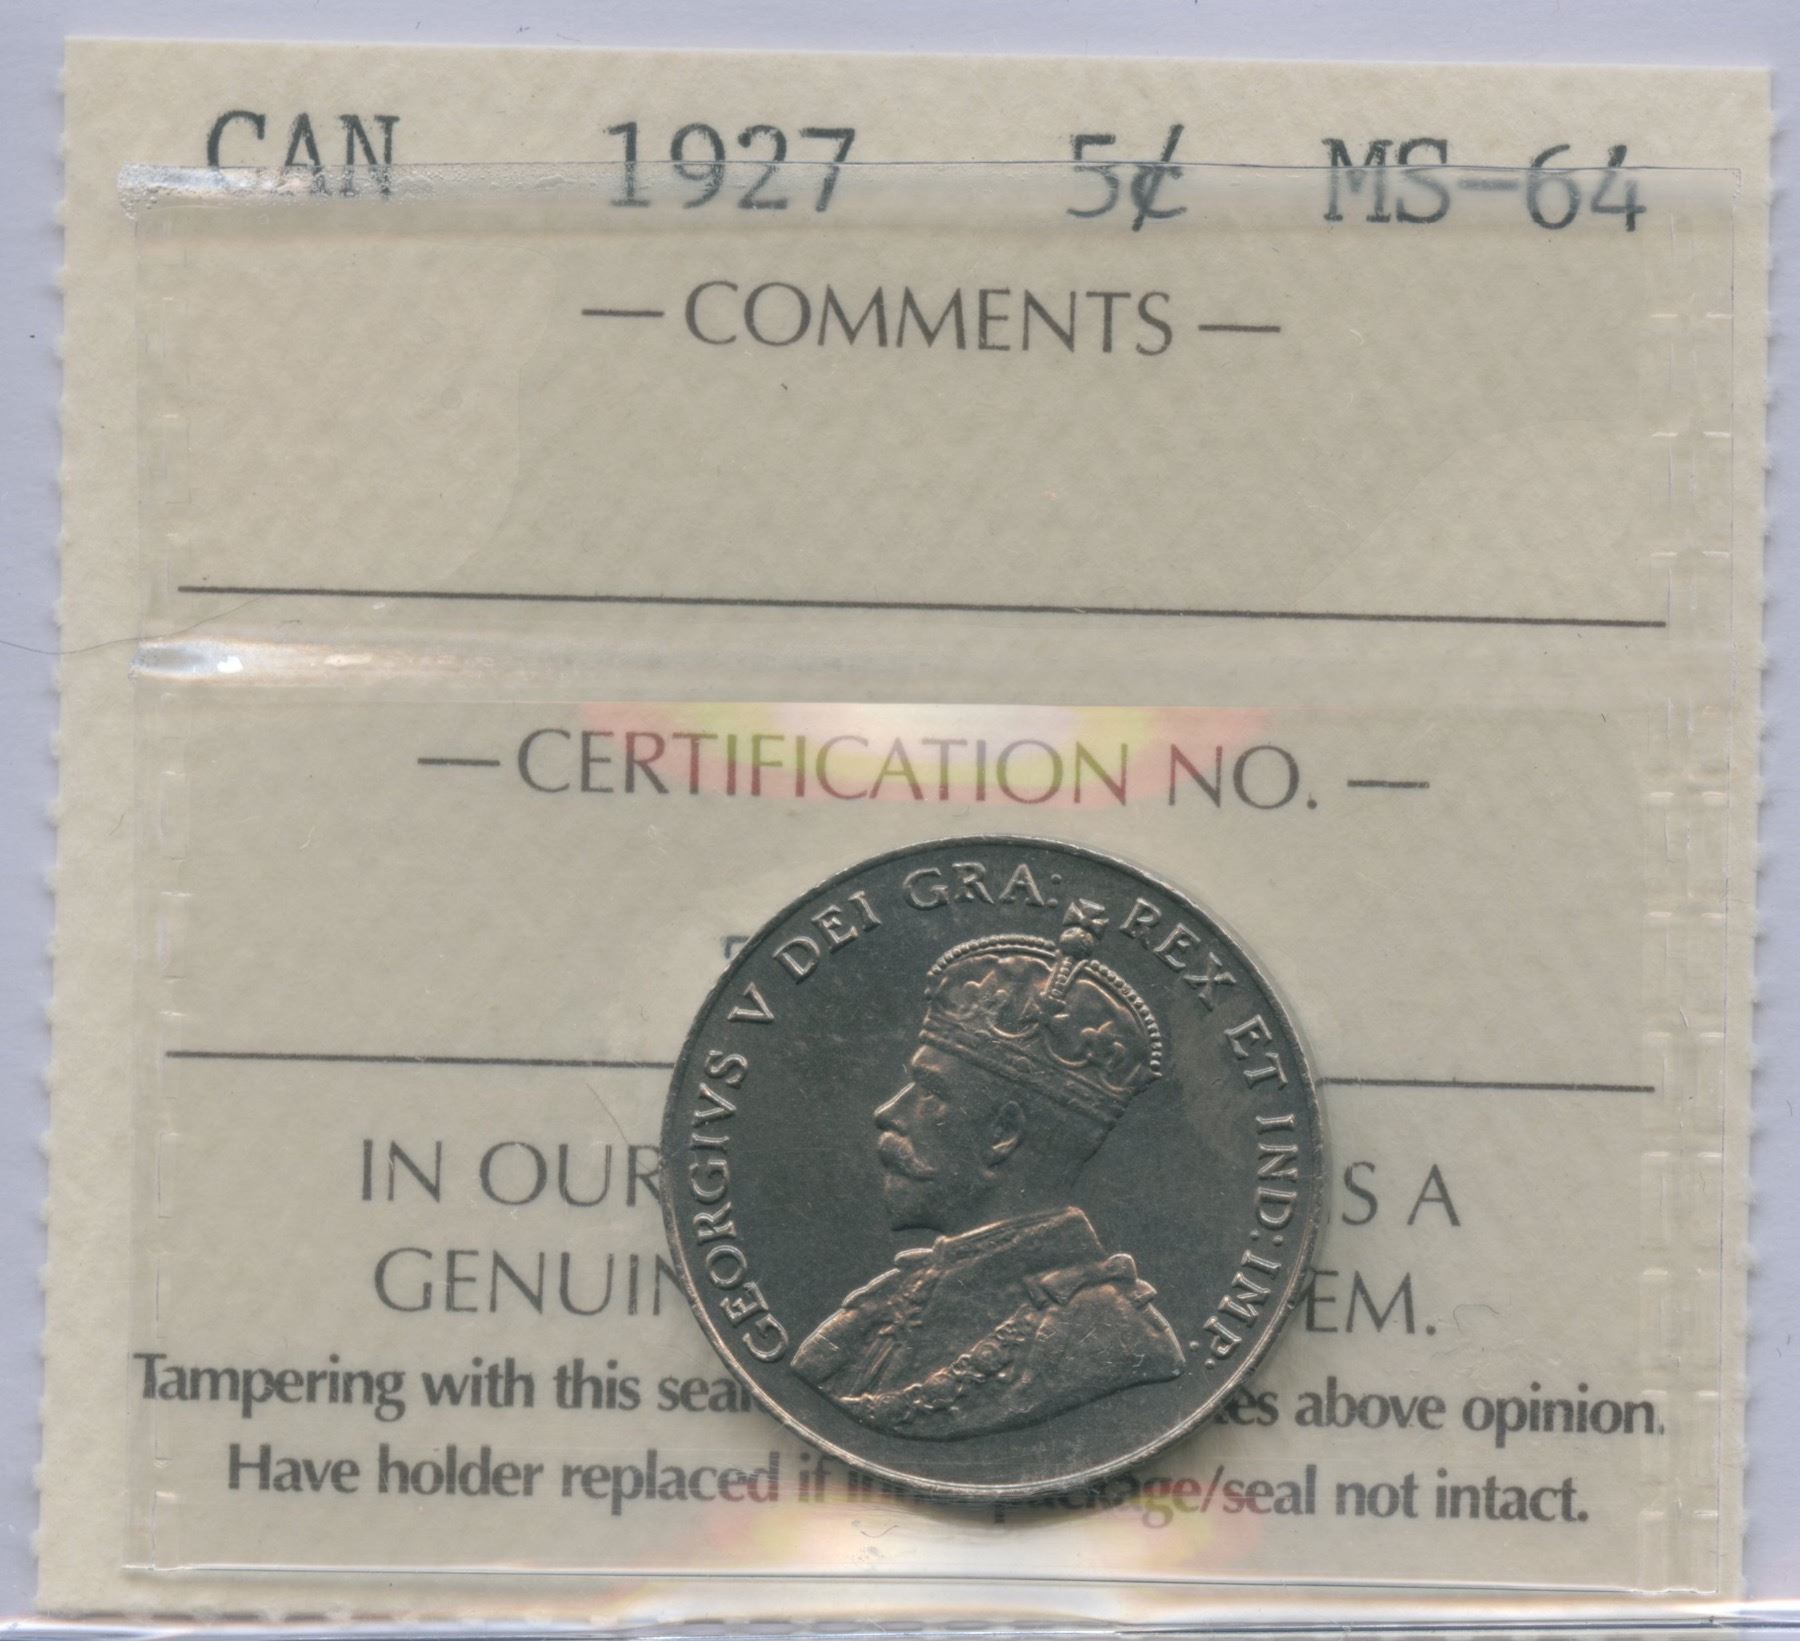 CAN 1927 5¢ MS-64
— COMMENTS —
— CERTIFICATION NO. —
GEORGIVS V DEI GRA: REX ET IND: IMP:
IN OUR S A
GENUIN EM.
Tampering with this sea es above opinion.
Have holder replaced if package/seal not intact.